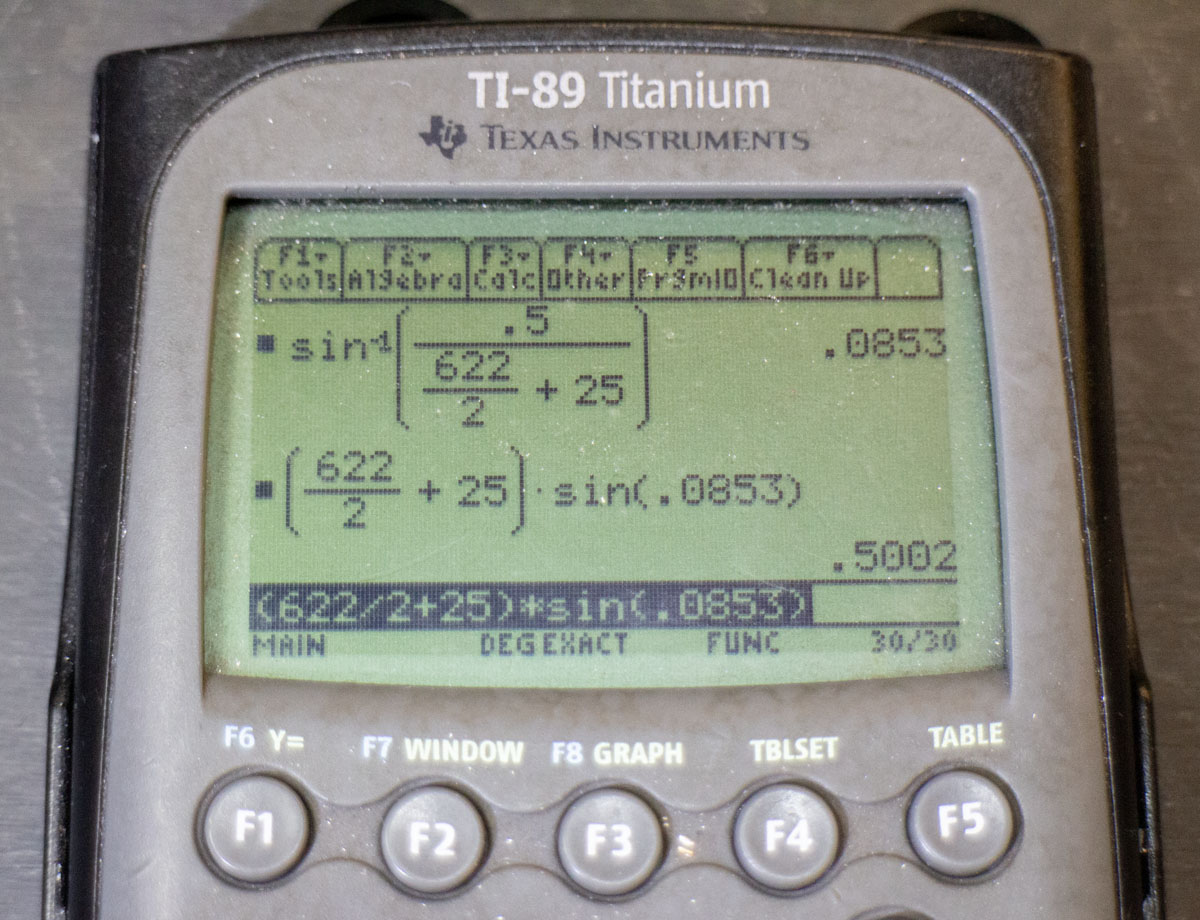 TI-89 Titanium
TEXAS INSTRUMENTS
F1▾ F2▾ F3▾ F4▾ F5 F6▾
Tools Algebra Calc Other PrgmIO Clean Up
▪ sin⁻¹(.5/(622/2 + 25)) .0853
▪ (622/2 + 25)·sin(.0853)
.5002
(622/2+25)*sin(.0853)
MAIN DEG EXACT FUNC 30/30
F6 Y= F7 WINDOW F8 GRAPH TBLSET TABLE
F1 F2 F3 F4 F5